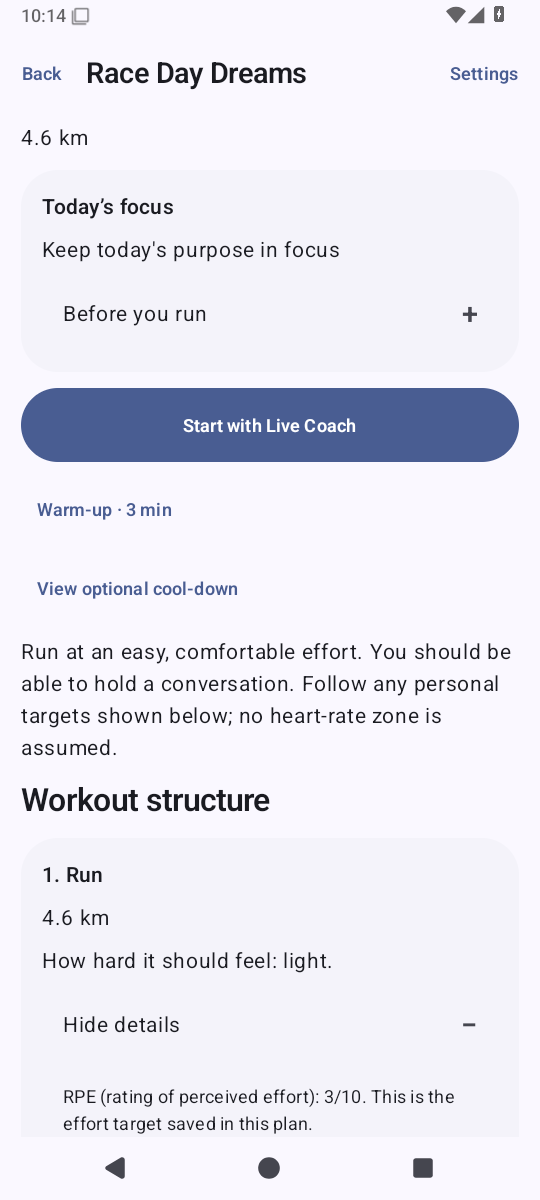 10:14
Back Race Day Dreams Settings
4.6 km
Today’s focus
Keep today's purpose in focus
Before you run +
Start with Live Coach
Warm-up · 3 min
View optional cool-down
Run at an easy, comfortable effort. You should be
able to hold a conversation. Follow any personal
targets shown below; no heart-rate zone is
assumed.
Workout structure
1. Run
4.6 km
How hard it should feel: light.
Hide details −
RPE (rating of perceived effort): 3/10. This is the
effort target saved in this plan.